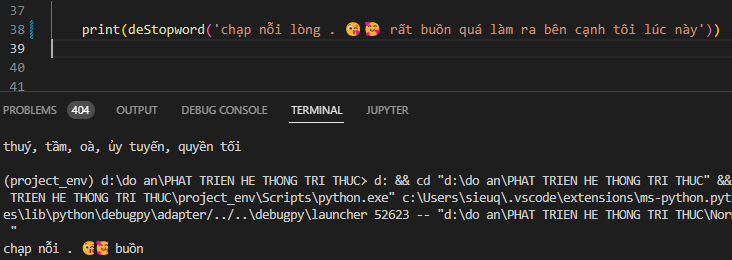 37
38 print(deStopword('chạp nỗi lòng . 😘🥰 rất buồn quá làm ra bên cạnh tôi lúc này'))
39
40
41
PROBLEMS 404 OUTPUT DEBUG CONSOLE TERMINAL JUPYTER
thuý, tầm, oà, ủy tuyến, quyền tối
(project_env) d:\do an\PHAT TRIEN HE THONG TRI THUC> d: && cd "d:\do an\PHAT TRIEN HE THONG TRI THUC" &&
TRIEN HE THONG TRI THUC\project_env\Scripts\python.exe" c:\Users\sieuq\.vscode\extensions\ms-python.pyt
es\lib\python\debugpy\adapter/../..\debugpy\launcher 52623 -- "d:\do an\PHAT TRIEN HE THONG TRI THUC\Nor
"
chạp nỗi . 😘🥰 buồn